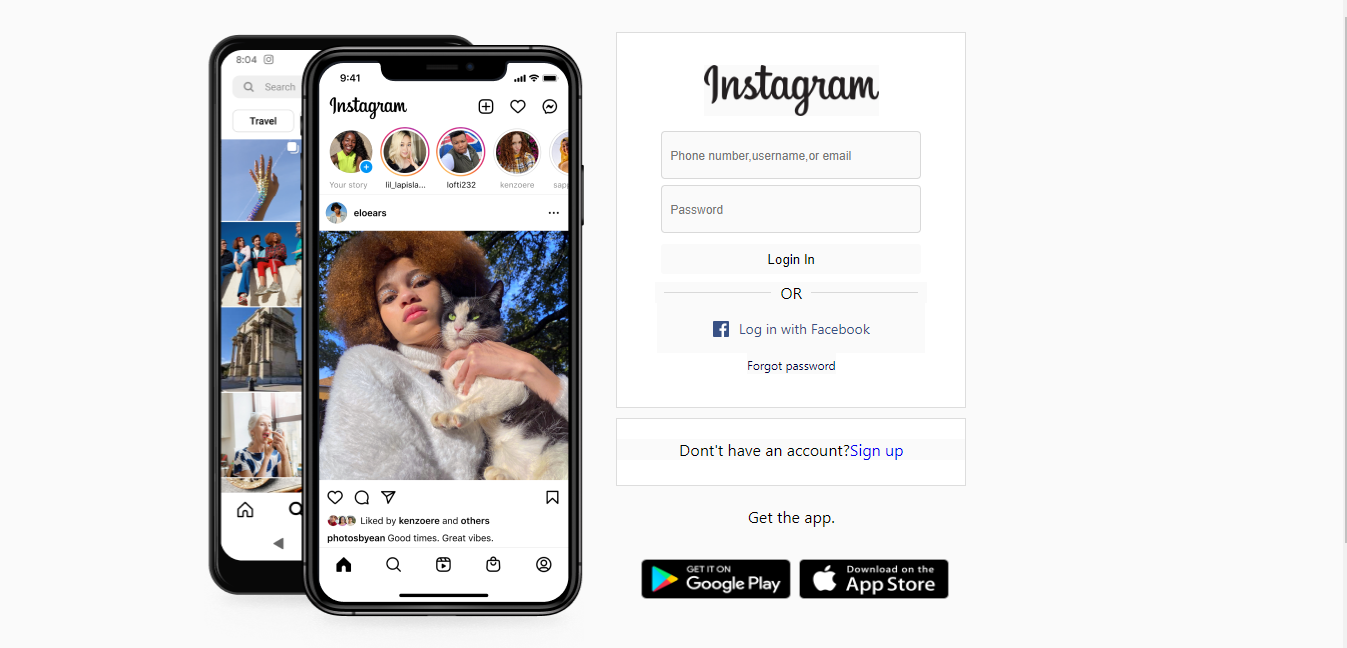 8:04
Search
Travel
9:41
Instagram
Your story
lil_lapisla...
lofti232
kenzoere
sap
eloears
Liked by kenzoere and others
photosbyean Good times. Great vibes.
Instagram
Phone number,username,or email
Password
Login In
OR
Log in with Facebook
Forgot password
Dont't have an account?Sign up
Get the app.
GET IT ON
Google Play
Download on the
App Store